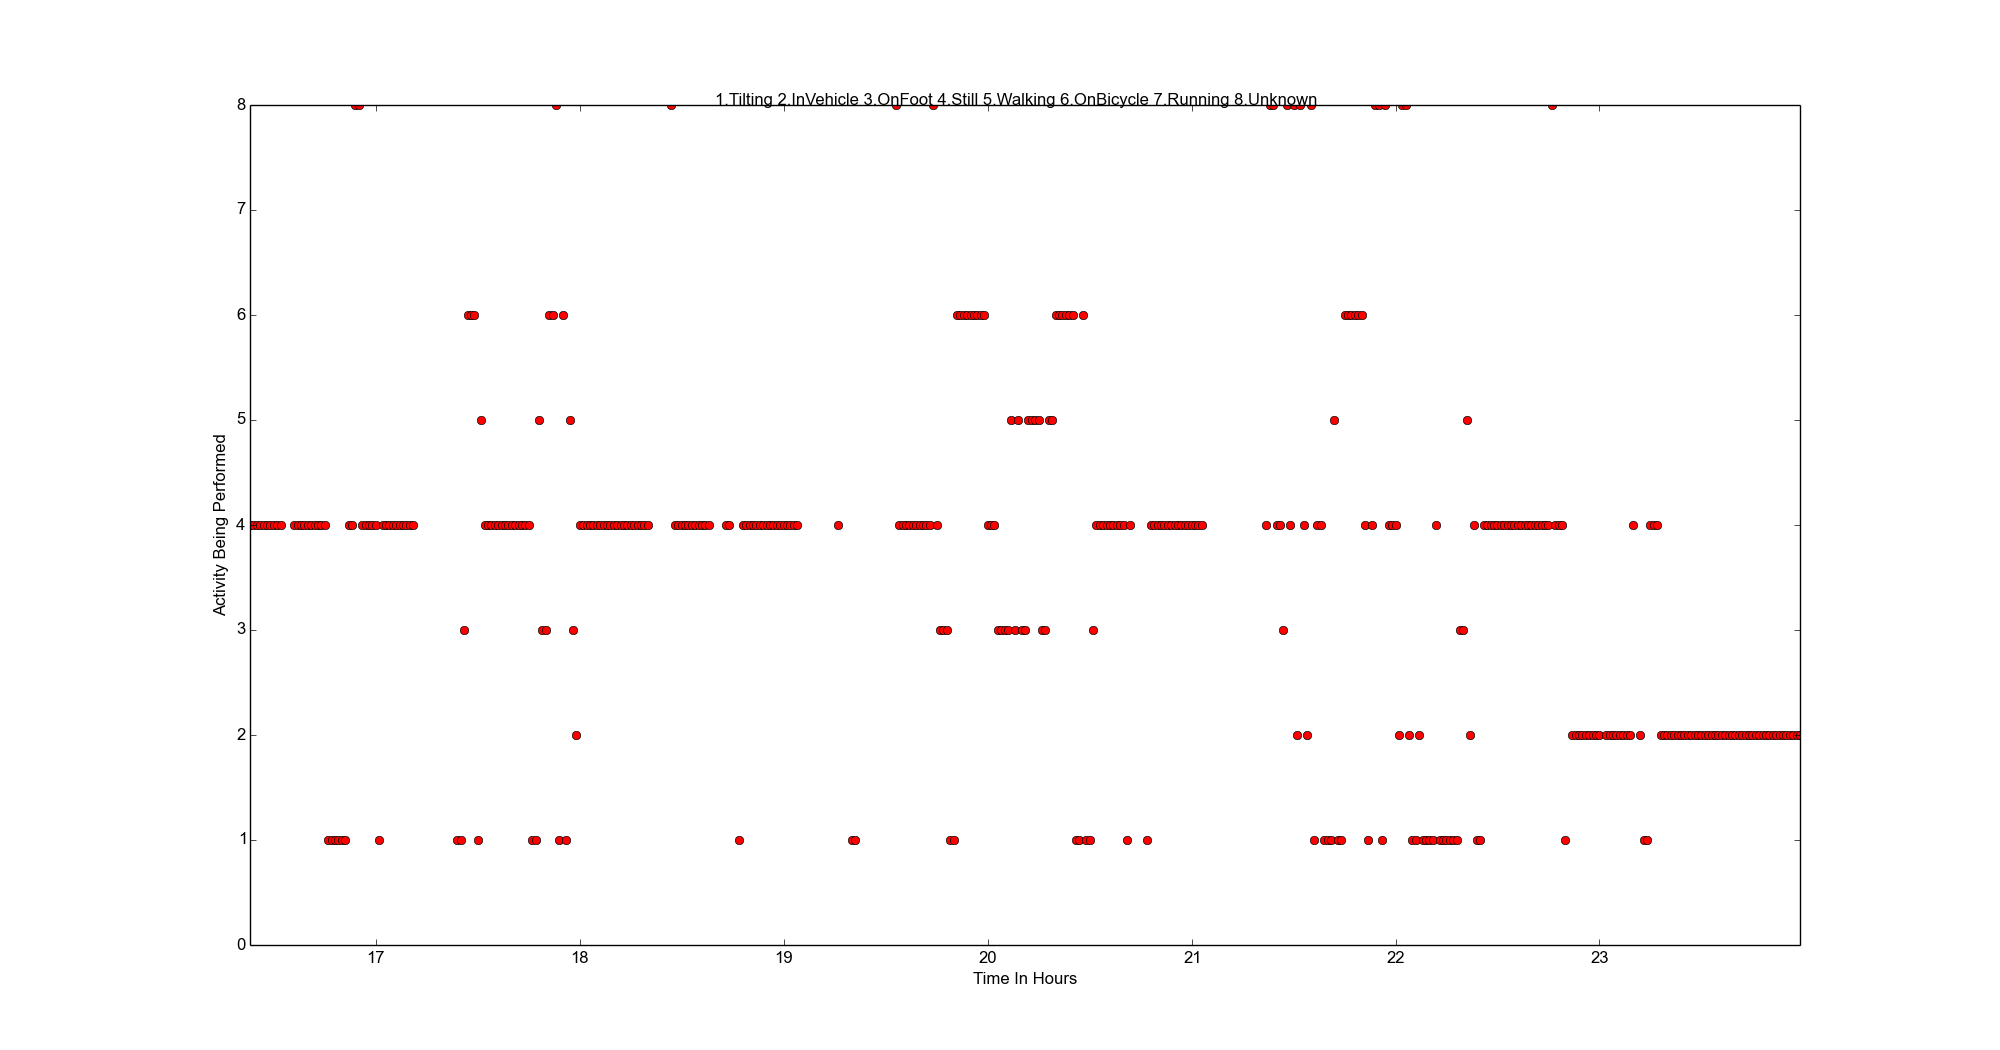 1.Tilting 2.InVehicle 3.OnFoot 4.Still 5.Walking 6.OnBicycle 7.Running 8.Unknown
8
7
6
5
4
3
2
1
0
Activity Being Performed
17 18 19 20 21 22 23
Time In Hours